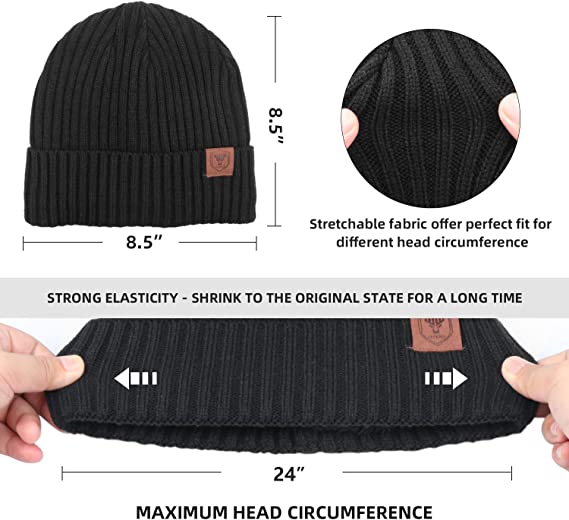 8.5”
8.5”
Stretchable fabric offer perfect fit for
different head circumference
STRONG ELASTICITY - SHRINK TO THE ORIGINAL STATE FOR A LONG TIME
24”
MAXIMUM HEAD CIRCUMFERENCE